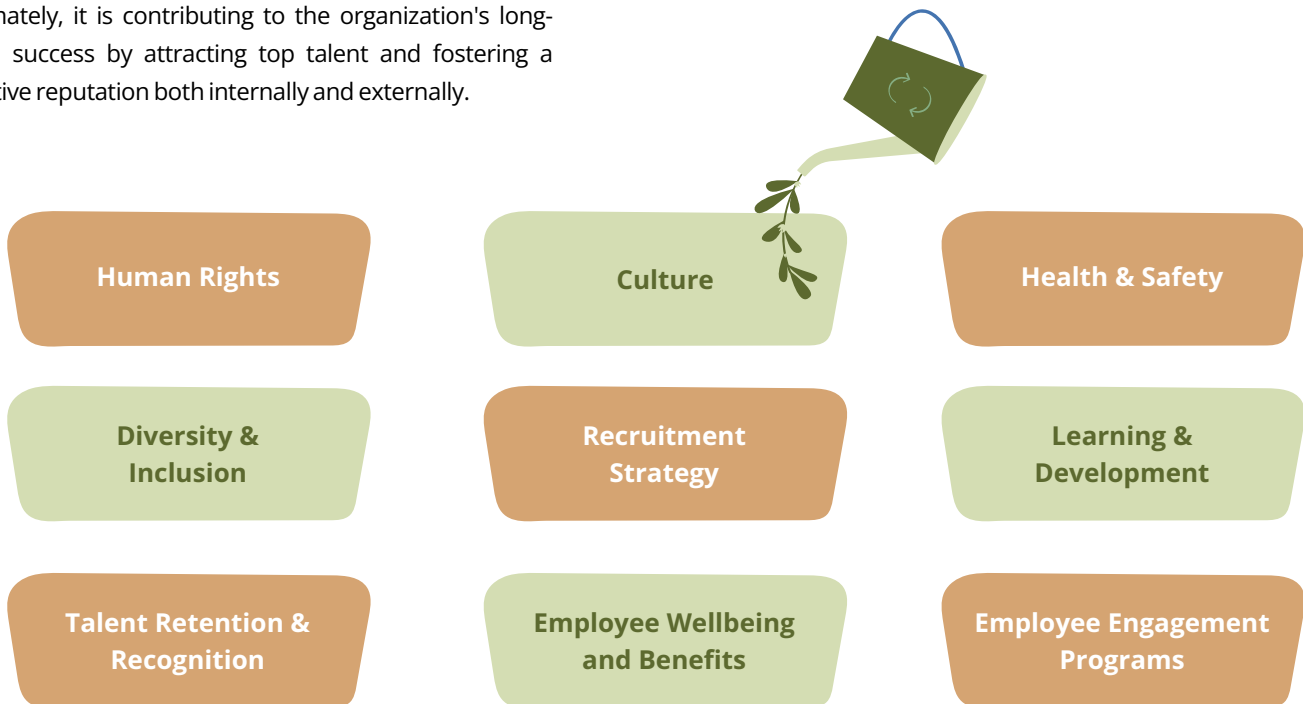 it is contributing to the organization's long-
success by attracting top talent and fostering a
reputation both internally and externally.
Human Rights
Culture
Health & Safety
Diversity &
Inclusion
Recruitment
Strategy
Learning &
Development
Talent Retention &
Recognition
Employee Wellbeing
and Benefits
Employee Engagement
Programs